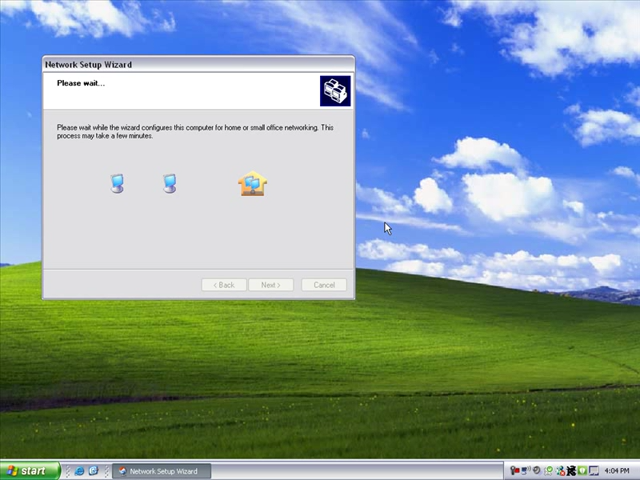 Network Setup Wizard
Please wait...
Please wait while the wizard configures this computer for home or small office networking. This
process may take a few minutes.
< Back
Next >
Cancel
start
Network Setup Wizard
4:04 PM